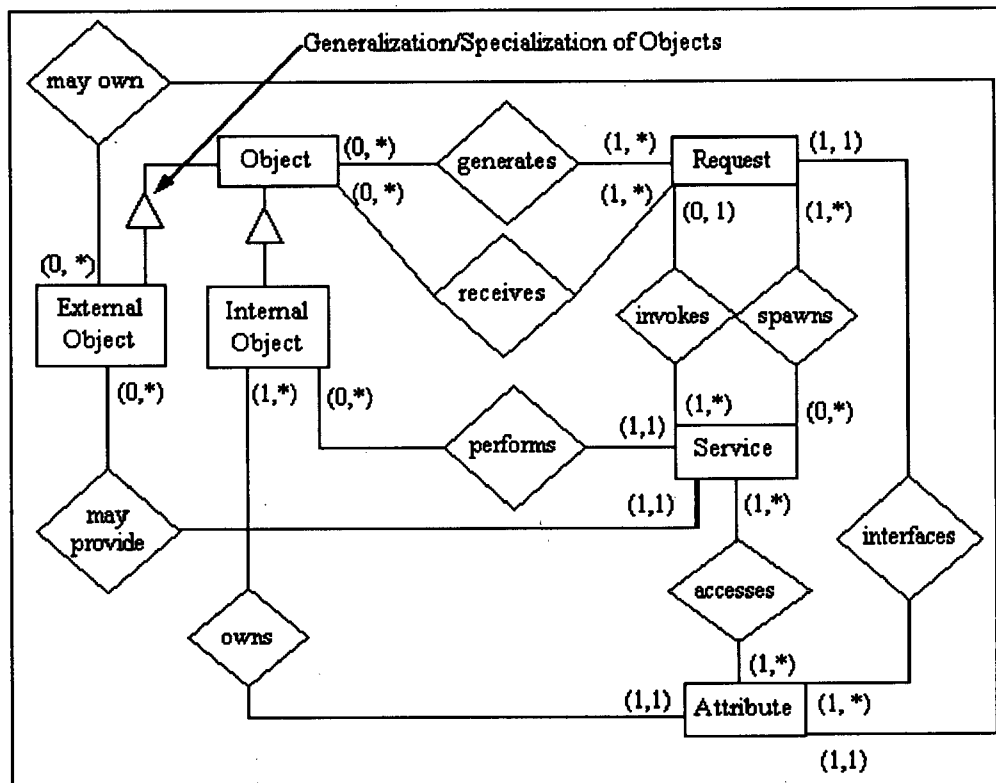 Generalization/Specialization of Objects
may own
Object
(0, *)
generates
(1, *)
Request
(1, 1)
(0, *)
(1, *)
(0, 1)
(1,*)
(0, *)
External
Object
Internal
Object
receives
invokes
spawns
(0,*)
(1,*)
(0,*)
performs
(1,1)
(1,*)
(0,*)
Service
may
provide
(1,1)
(1,*)
interfaces
accesses
owns
(1,*)
(1,1)
Attribute
(1, *)
(1,1)